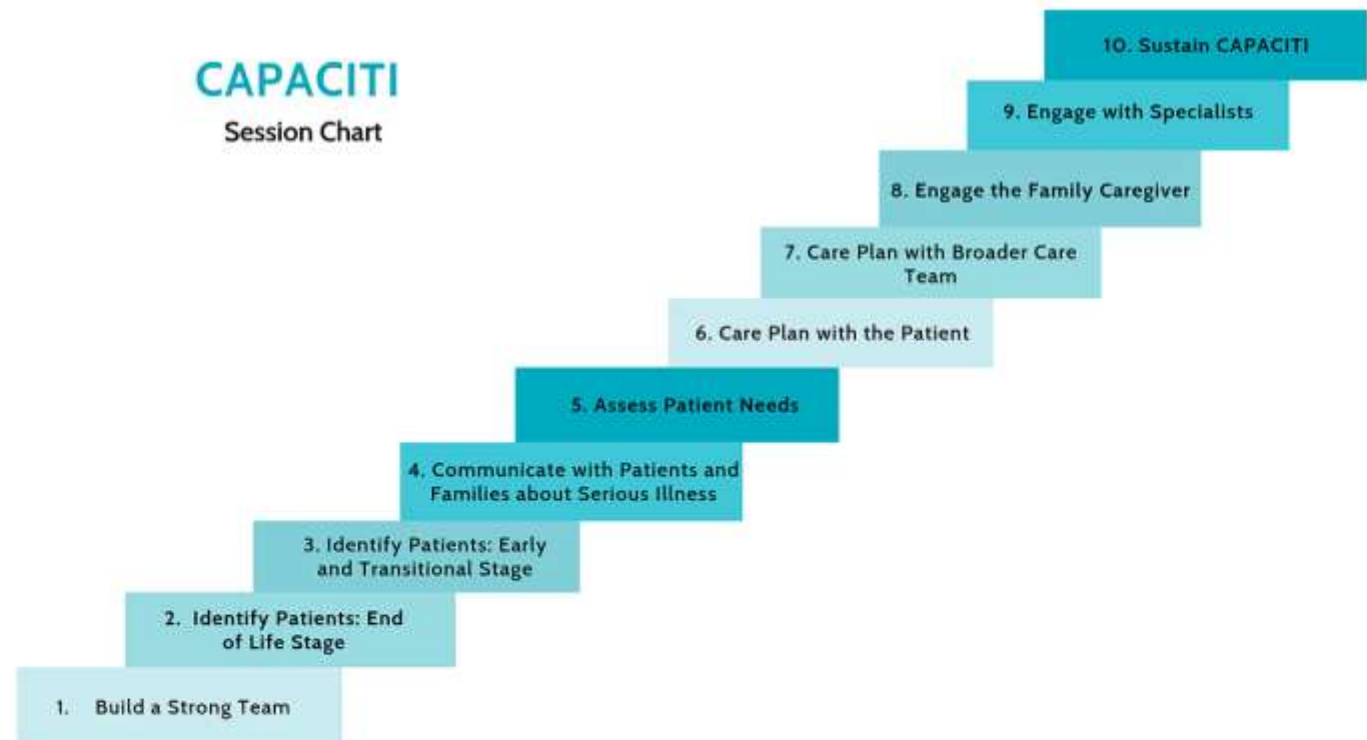 CAPACITI
Session Chart
10. Sustain CAPACITI
9. Engage with Specialists
8. Engage the Family Caregiver
7. Care Plan with Broader Care
Team
6. Care Plan with the Patient
5. Assess Patient Needs
4. Communicate with Patients and
Families about Serious Illness
3. Identify Patients: Early
and Transitional Stage
2. Identify Patients: End
of Life Stage
1. Build a Strong Team